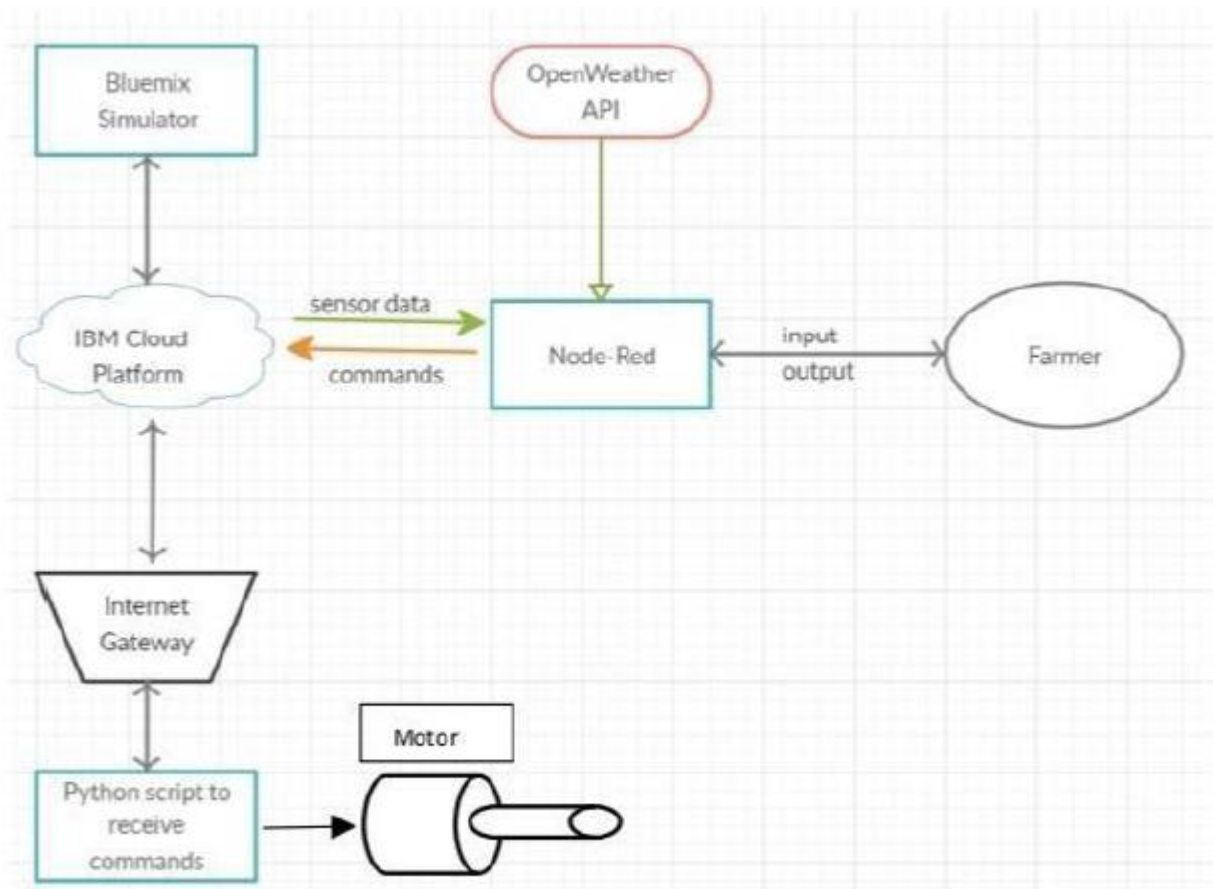 Bluemix
Simulator
OpenWeather
API
IBM Cloud
Platform
sensor data
commands
Node-Red
input
output
Farmer
Internet
Gateway
Motor
Python script to
receive
commands